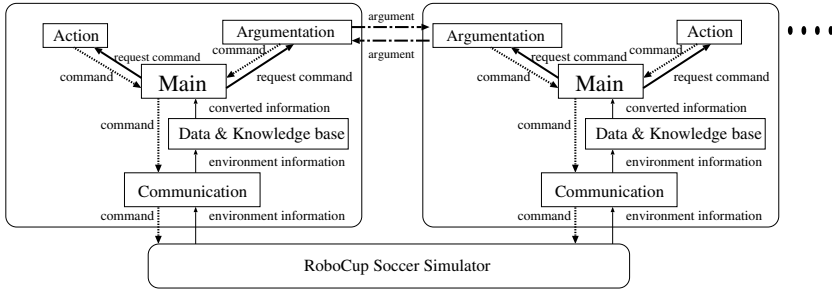 argument
argument
Action
Argumentation
command
request command
command
request command
Main
converted information
command
Data & Knowledge base
environment information
Communication
command
environment information
Argumentation
Action
request command
command
command
request command
Main
converted information
command
Data & Knowledge base
environment information
Communication
command
environment information
RoboCup Soccer Simulator